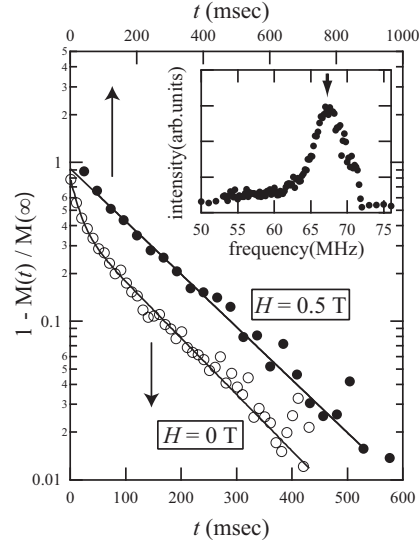 t (msec)
0 200 400 600 800 1000
1 - M(t) / M(∞)
5
4
3
2
1
6
5
4
3
2
0.1
6
5
4
3
2
0.01
intensity(arb.units)
50 55 60 65 70 75
frequency(MHz)
H = 0.5 T
H = 0 T
0 100 200 300 400 500 600
t (msec)